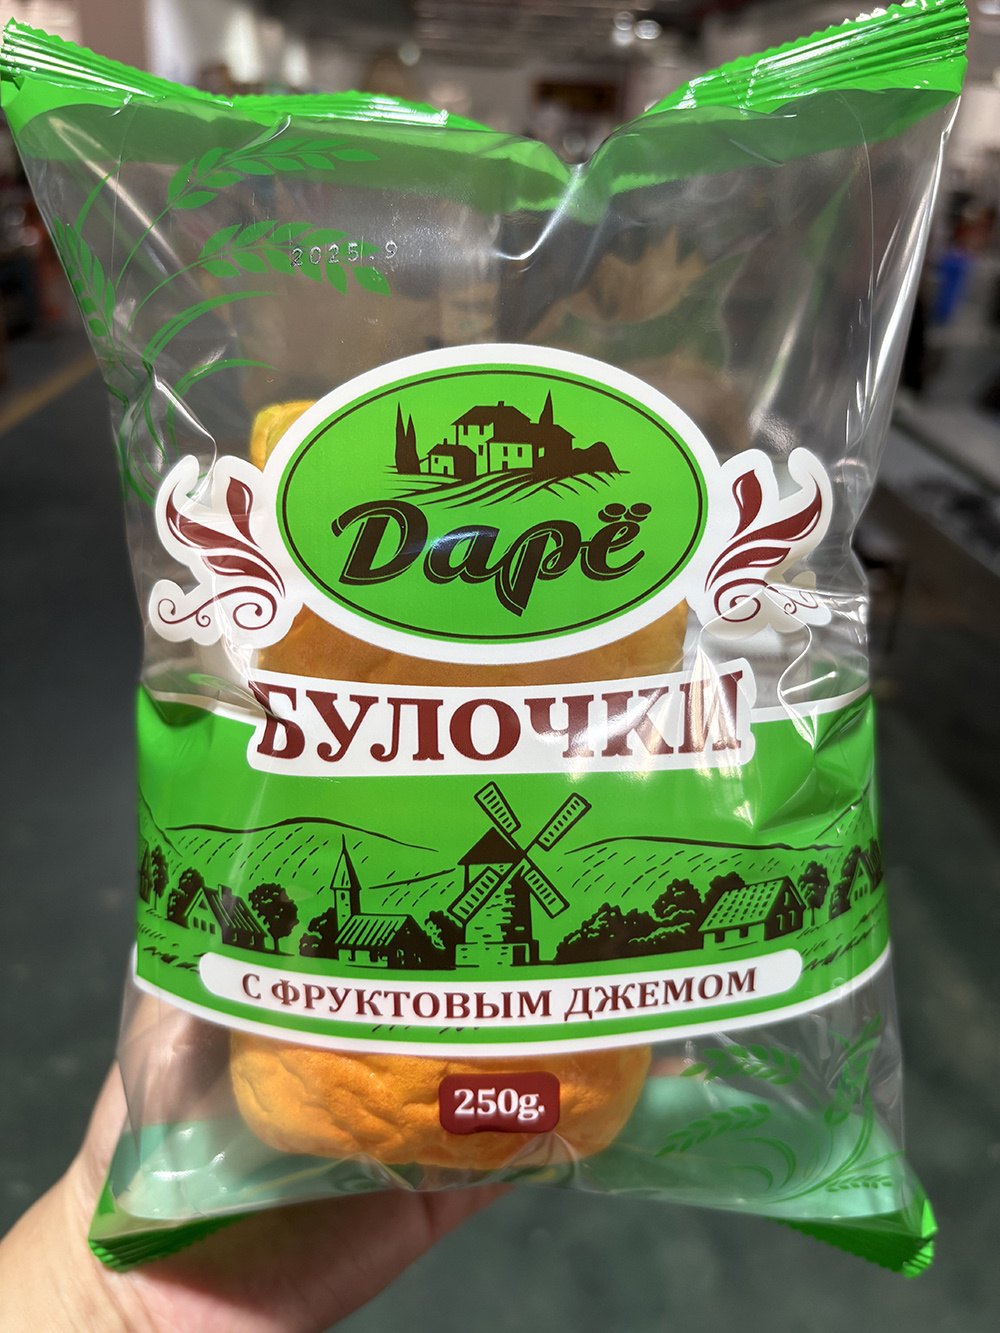 2025.9
Дарё
БУЛОЧКИ
С ФРУКТОВЫМ ДЖЕМОМ
250g.